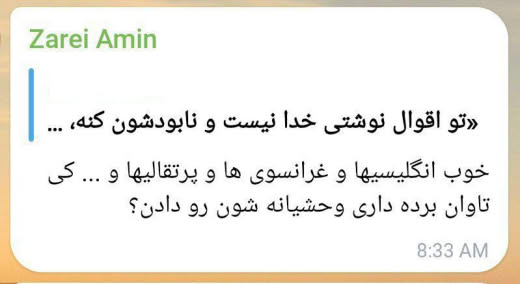 Zarei Amin
«تو اقوال نوشتی خدا نیست و نابودشون کنه، ...
خوب انگلیسیها و غرانسوی ها و پرتقالیها و ... کی
تاوان برده داری وحشیانه شون رو دادن؟
8:33 AM